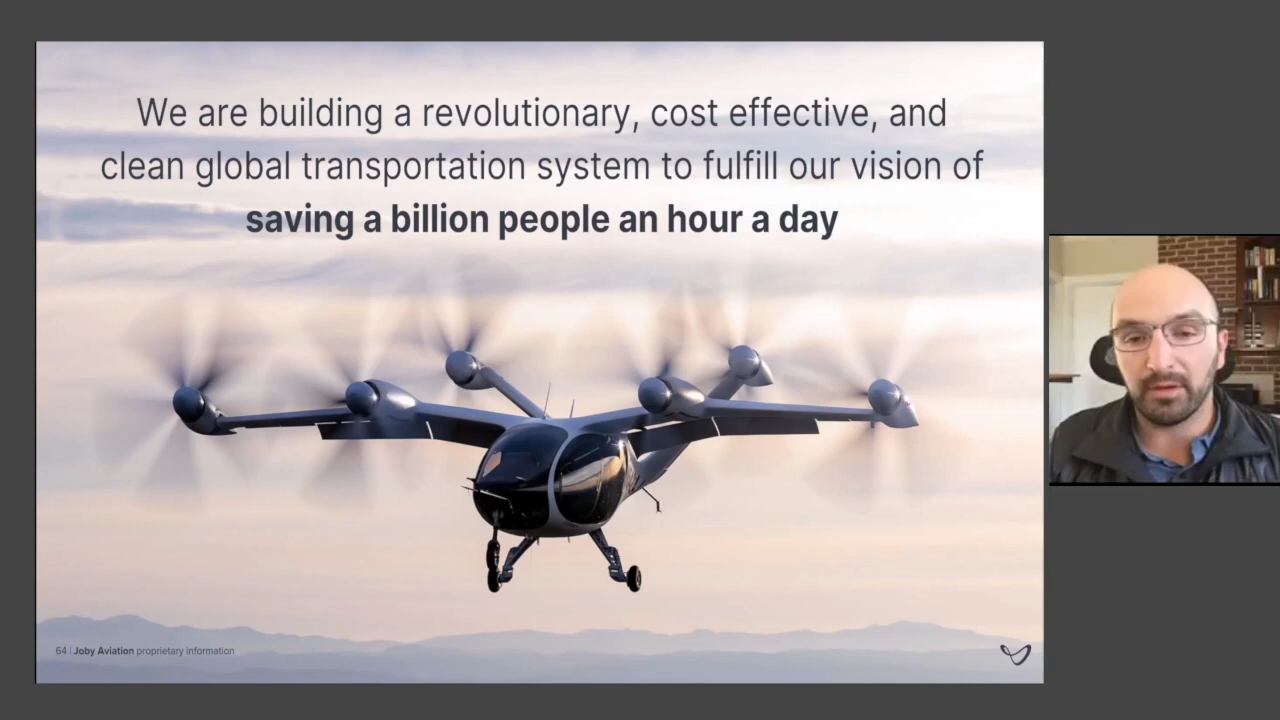 We are building a revolutionary, cost effective, and
clean global transportation system to fulfill our vision of
saving a billion people an hour a day
64 | Joby Aviation proprietary information